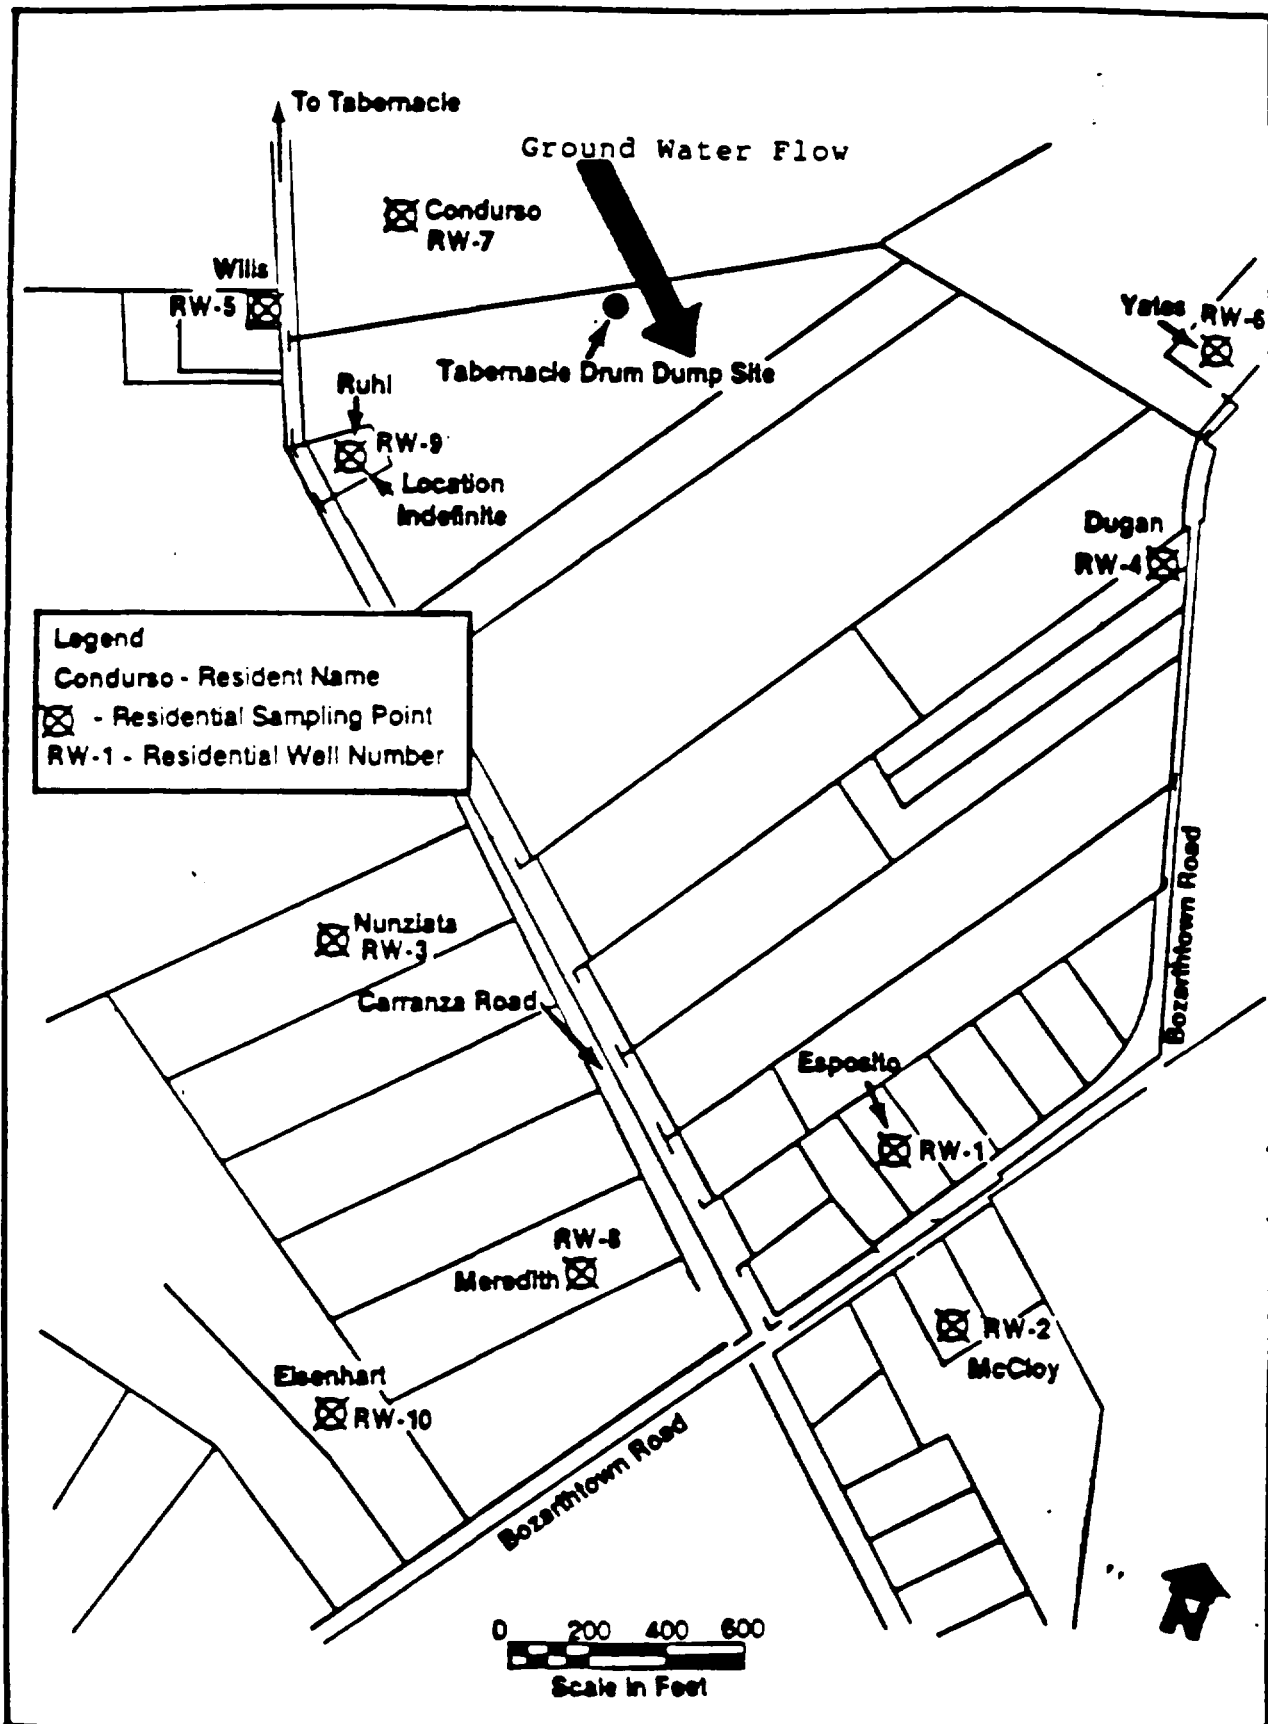 To Tabernacle
Ground Water Flow
Condurso
RW-7
Wills
RW-5
Yates RW-6
Tabernacle Drum Dump Site
Ruhl
RW-9
Location
Indefinite
Dugan
RW-4
Legend
Condurso - Resident Name
- Residential Sampling Point
RW-1 - Residential Well Number
Bozarthtown Road
Nunziata
RW-3
Carranza Road
Esposito
RW-1
RW-8
Meredith
RW-2
McCloy
Eisenhart
RW-10
Bozarthtown Road
N
0 200 400 600
Scale in Feet